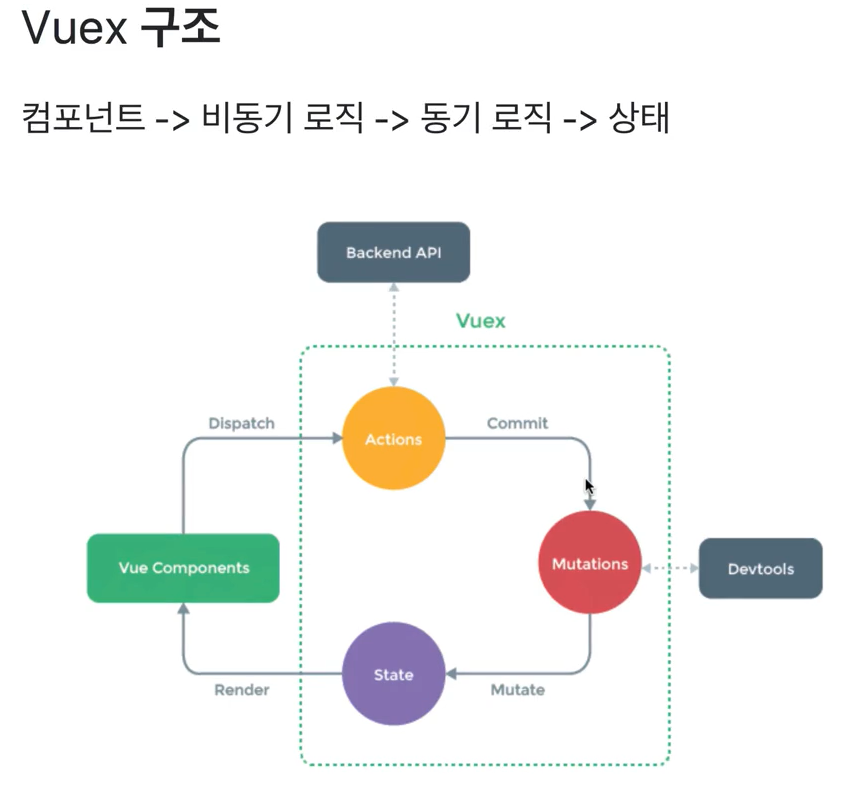 Vuex 구조
컴포넌트 -> 비동기 로직 -> 동기 로직 -> 상태
Backend API
Vuex
Dispatch
Actions
Commit
Vue Components
Mutations
Devtools
State
Render
Mutate